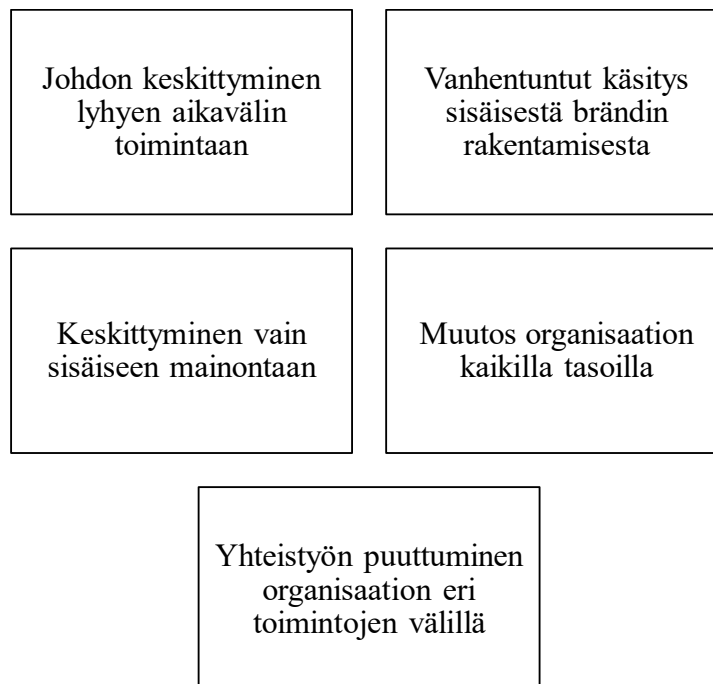 Johdon keskittyminen
lyhyen aikavälin
toimintaan
Vanhentuntut käsitys
sisäisestä brändin
rakentamisesta
Keskittyminen vain
sisäiseen mainontaan
Muutos organisaation
kaikilla tasoilla
Yhteistyön puuttuminen
organisaation eri
toimintojen välillä